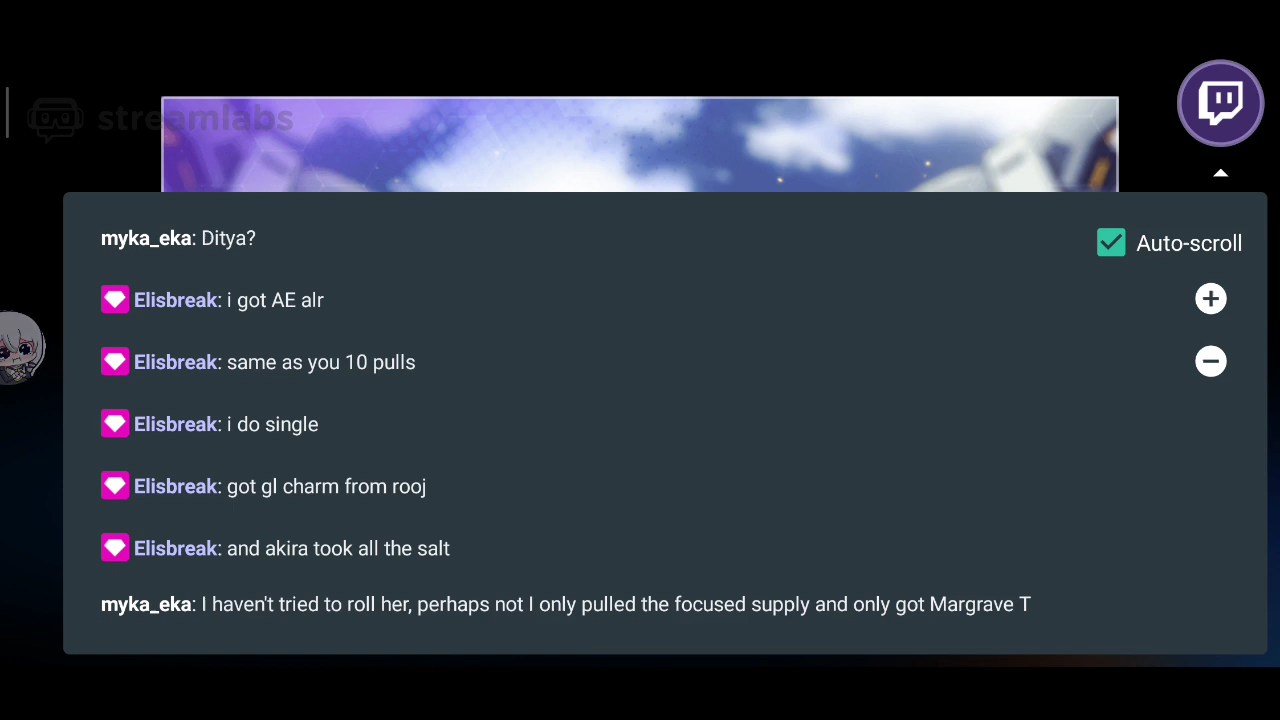 streamlabs
myka_eka: Ditya?
Auto-scroll
Elisbreak: i got AE alr
Elisbreak: same as you 10 pulls
Elisbreak: i do single
Elisbreak: got gl charm from rooj
Elisbreak: and akira took all the salt
myka_eka: I haven't tried to roll her, perhaps not I only pulled the focused supply and only got Margrave T